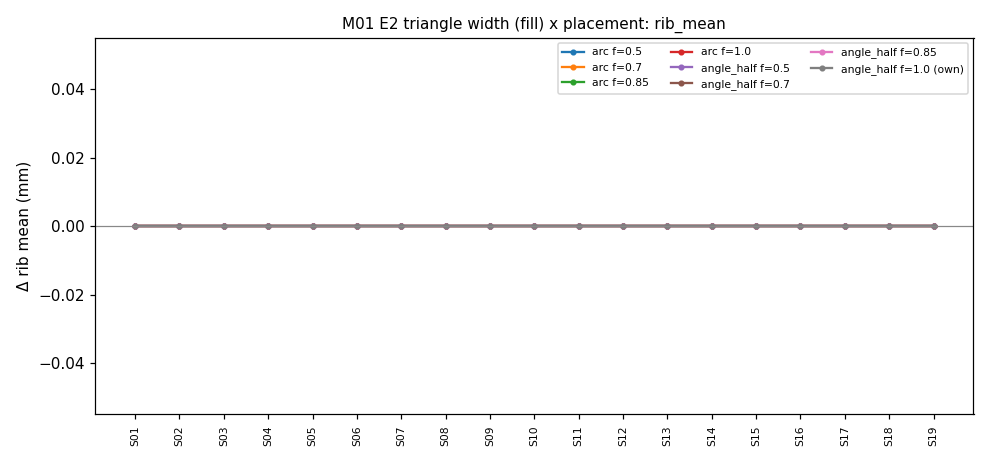 M01 E2 triangle width (fill) x placement: rib_mean
arc f=0.5
arc f=0.7
arc f=0.85
arc f=1.0
angle_half f=0.5
angle_half f=0.7
angle_half f=0.85
angle_half f=1.0 (own)
Δ rib mean (mm)
0.04
0.02
0.00
−0.02
−0.04
S01 S02 S03 S04 S05 S06 S07 S08 S09 S10 S11 S12 S13 S14 S15 S16 S17 S18 S19